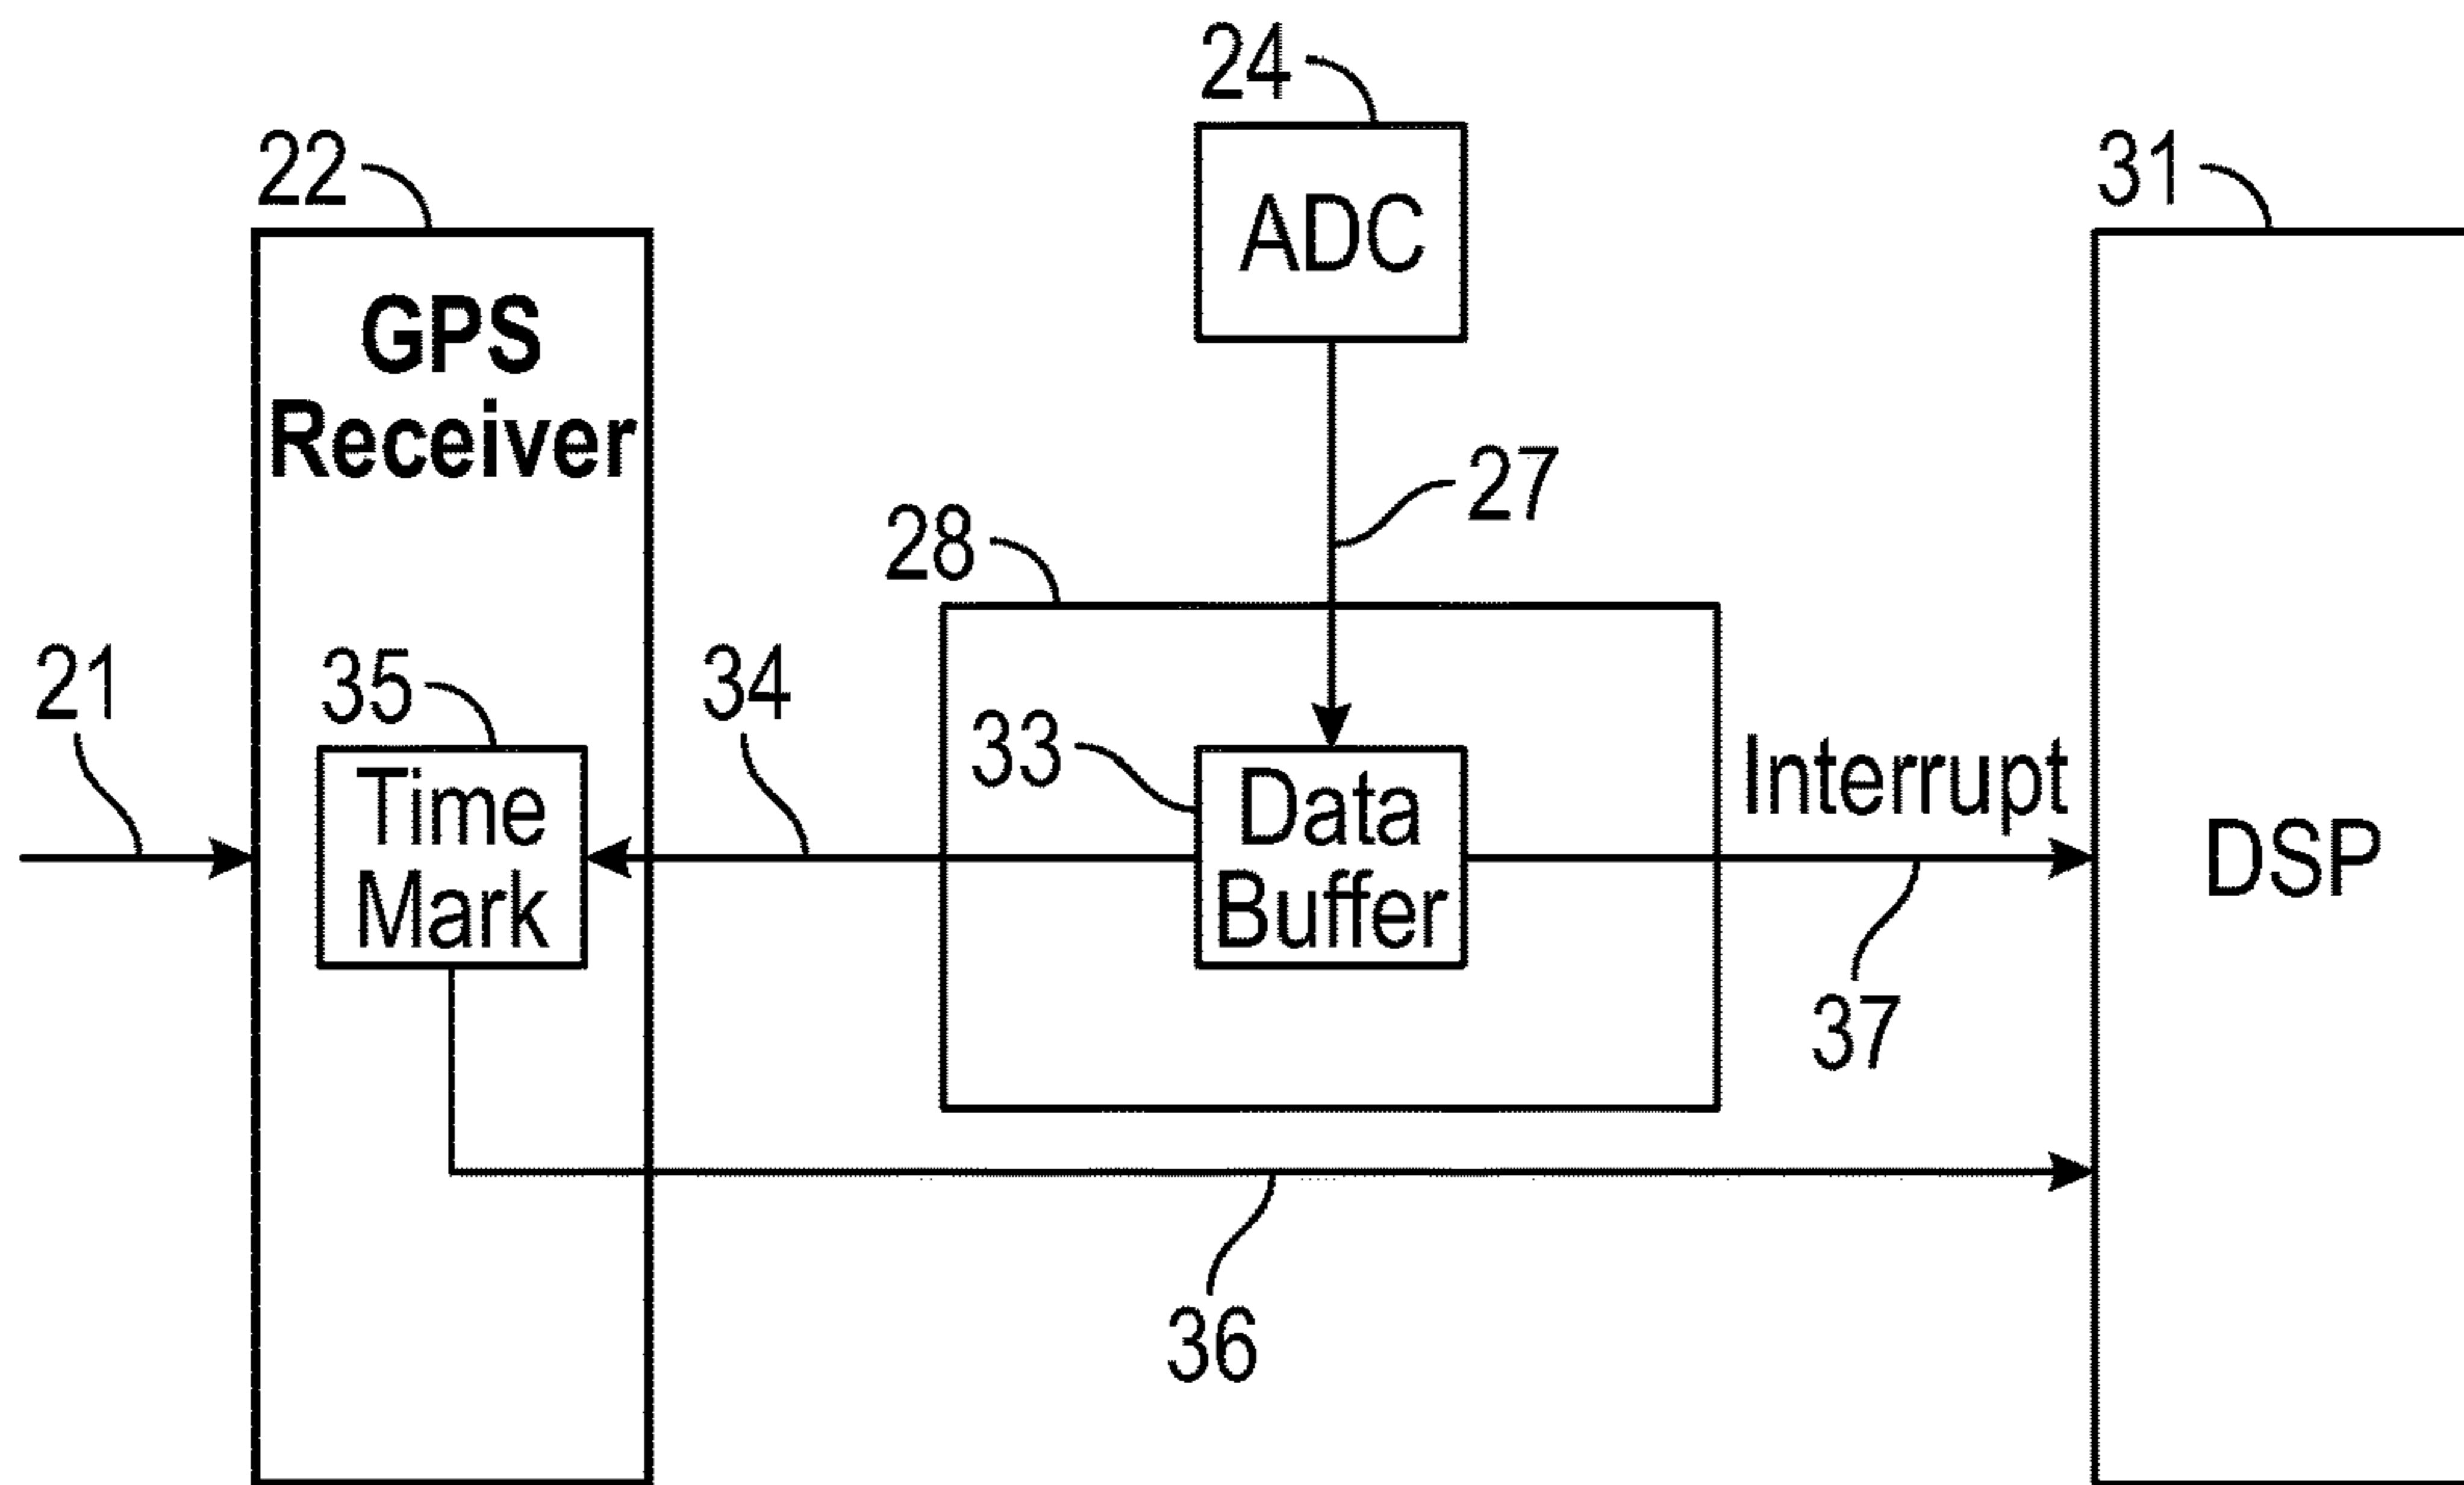 24
22
31
ADC
GPS
Receiver
27
28
21
35
34
33
Time
Mark
Data
Buffer
Interrupt
DSP
37
36